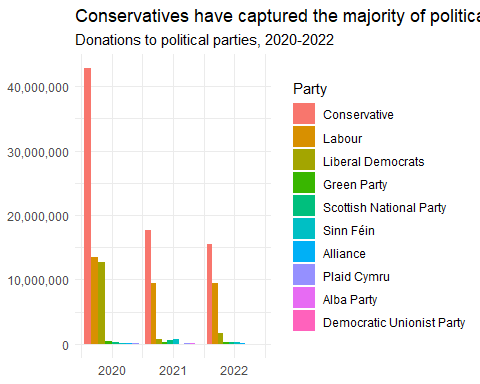 Conservatives have captured the majority of politica
Donations to political parties, 2020-2022
40,000,000
30,000,000
20,000,000
10,000,000
0
2020 2021 2022
Party
Conservative
Labour
Liberal Democrats
Green Party
Scottish National Party
Sinn Féin
Alliance
Plaid Cymru
Alba Party
Democratic Unionist Party